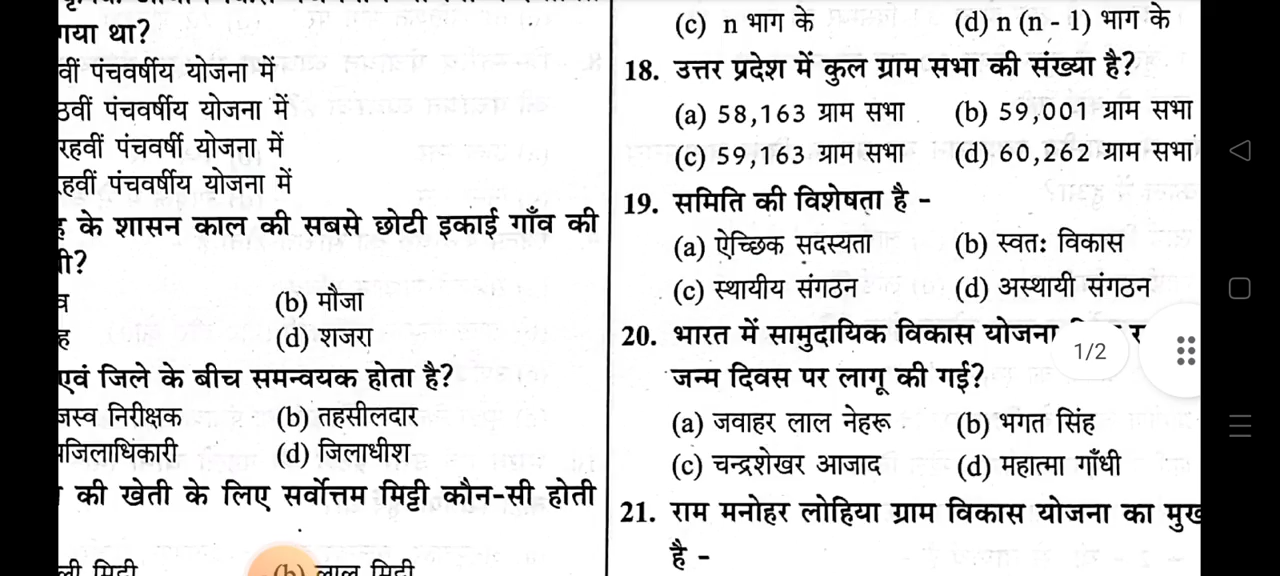 गया था?
वीं पंचवर्षीय योजना में
ठवीं पंचवर्षीय योजना में
रहवीं पंचवर्षी योजना में
रहवीं पंचवर्षीय योजना में
ह के शासन काल की सबसे छोटी इकाई गाँव की
ी?
व (b) मौजा
ह (d) शजरा
एवं जिले के बीच समन्वयक होता है?
जस्व निरीक्षक (b) तहसीलदार
जिलाधिकारी (d) जिलाधीश
की खेती के लिए सर्वोत्तम मिट्टी कौन-सी होती
ली मिट्टी (b) लाल मिट्टी
(c) n भाग के (d) n (n - 1) भाग के
18. उत्तर प्रदेश में कुल ग्राम सभा की संख्या है?
(a) 58,163 ग्राम सभा (b) 59,001 ग्राम सभा
(c) 59,163 ग्राम सभा (d) 60,262 ग्राम सभा
19. समिति की विशेषता है -
(a) ऐच्छिक सदस्यता (b) स्वतः विकास
(c) स्थायीय संगठन (d) अस्थायी संगठन
20. भारत में सामुदायिक विकास योजना
1/2
जन्म दिवस पर लागू की गई?
(a) जवाहर लाल नेहरू (b) भगत सिंह
(c) चन्द्रशेखर आजाद (d) महात्मा गाँधी
21. राम मनोहर लोहिया ग्राम विकास योजना का मुख
है -